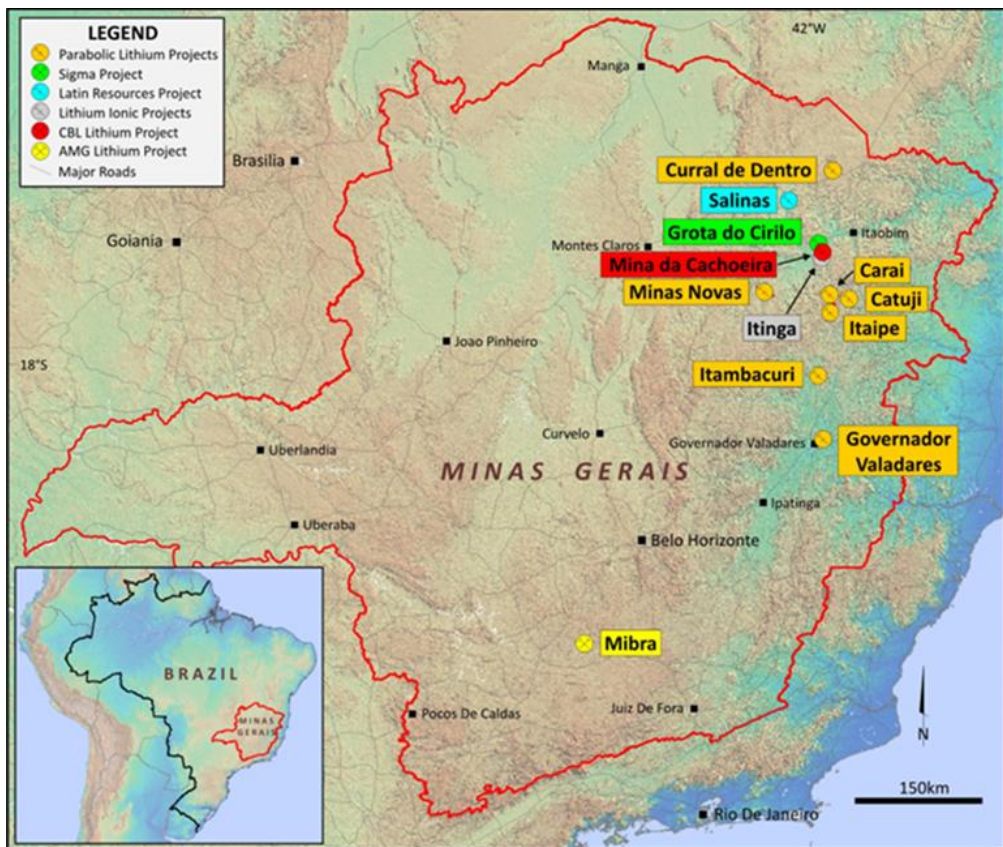 LEGEND
Parabolic Lithium Projects
Sigma Project
Latin Resources Project
Lithium Ionic Projects
CBL Lithium Project
AMG Lithium Project
Major Roads
42°W
Manga
Brasilia
Curral de Dentro
Salinas
Goiania
Grota do Cirilo
Itaobim
Montes Claros
Mina da Cachoeira
Carai
Minas Novas
Catuji
Itinga
Itaipe
Joao Pinheiro
18°S
Itambacuri
Curvelo
Governador Valadares
Governador
Valadares
Uberlandia
MINAS GERAIS
Ipatinga
Uberaba
Belo Horizonte
Mibra
BRAZIL
MINAS
GERAIS
Pocos De Caldas
Juiz De Fora
N
150km
Rio De Janeiro